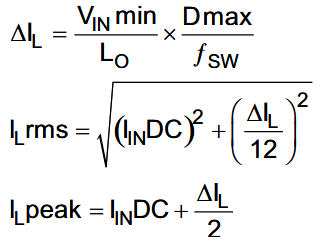 ΔI_L = (V_IN min / L_O) × (Dmax / f_SW)
I_L rms = √((I_IN DC)² + (ΔI_L / 12)²)
I_L peak = I_IN DC + ΔI_L / 2